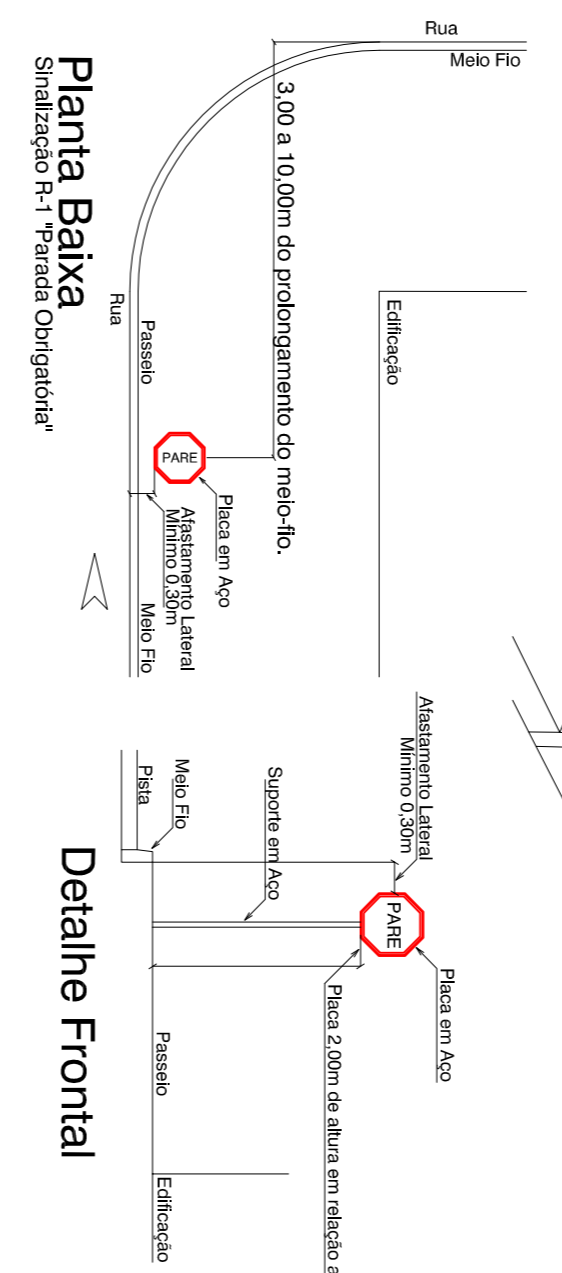 Rua
Meio Fio
3,00 a 10,00m do prolongamento do meio-fio.
Edificação
Rua
Passeio
PARE
Placa em Aço
Afastamento Lateral
Mínimo 0,30m
Meio Fio
Planta Baixa
Sinalização R-1 "Parada Obrigatória"
Afastamento Lateral
Mínimo 0,30m
Pista
Meio Fio
Suporte em Aço
PARE
Placa em Aço
Placa 2,00m de altura em relação a
Passeio
Edificação
Detalhe Frontal